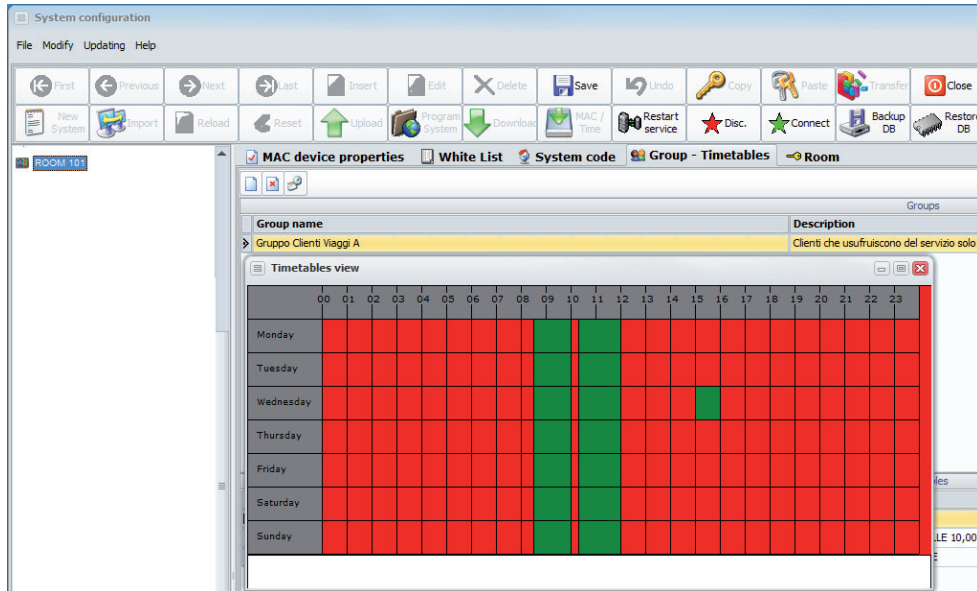 System configuration
File Modify Updating Help
First Previous Next Last Insert Edit Delete Save Undo Copy Paste Transfer Close
New System Import Reload Reset Upload Program System Download MAC / Time Restart service Disc. Connect Backup DB Restore DB
ROOM 101
MAC device properties White List System code Group - Timetables Room
Groups
Group name Description
Gruppo Clienti Viaggi A Clienti che usufruiscono del servizio solo
Timetables view
00 01 02 03 04 05 06 07 08 09 10 11 12 13 14 15 16 17 18 19 20 21 22 23
Monday
Tuesday
Wednesday
Thursday
Friday
Saturday
Sunday
les
LLE 10,00